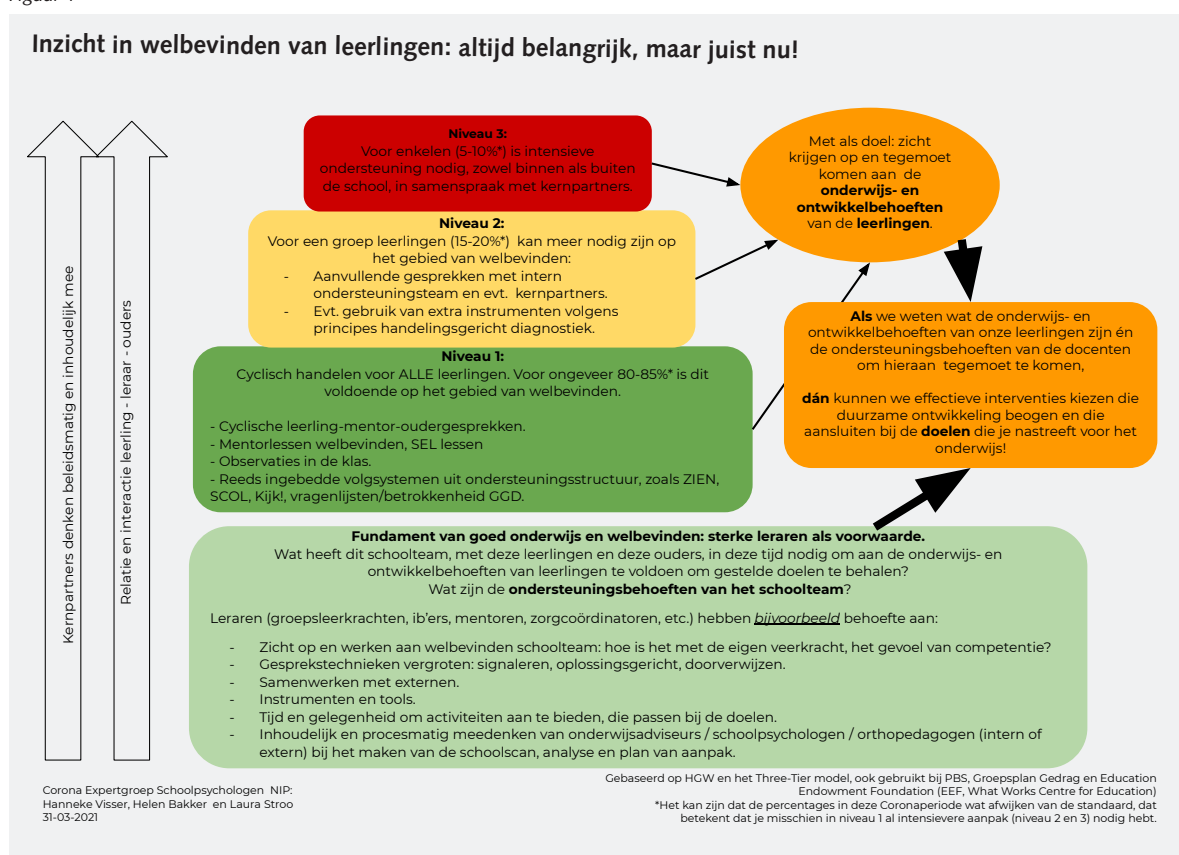 Inzicht in welbevinden van leerlingen: altijd belangrijk, maar juist nu!
Kernpartners denken beleidsmatig en inhoudelijk mee
Relatie en interactie leerling - leraar - ouders
Niveau 3:
Voor enkelen (5-10%*) is intensieve
ondersteuning nodig, zowel binnen als buiten
de school, in samenspraak met kernpartners.
Niveau 2:
Voor een groep leerlingen (15-20%*) kan meer nodig zijn op
het gebied van welbevinden:
- Aanvullende gesprekken met intern
ondersteuningsteam en evt. kernpartners.
- Evt. gebruik van extra instrumenten volgens
principes handelingsgericht diagnostiek.
Niveau 1:
Cyclisch handelen voor ALLE leerlingen. Voor ongeveer 80-85%* is dit
voldoende op het gebied van welbevinden.
- Cyclische leerling-mentor-oudergesprekken.
- Mentorlessen welbevinden, SEL lessen
- Observaties in de klas.
- Reeds ingebedde volgsystemen uit ondersteuningsstructuur, zoals ZIEN,
SCOL, Kijk!, vragenlijsten/betrokkenheid GGD.
Met als doel: zicht
krijgen op en tegemoet
komen aan de
onderwijs- en
ontwikkelbehoeften
van de leerlingen.
Als we weten wat de onderwijs- en
ontwikkelbehoeften van onze leerlingen zijn én
de ondersteuningsbehoeften van de docenten
om hieraan tegemoet te komen,
dán kunnen we effectieve interventies kiezen die
duurzame ontwikkeling beogen en die
aansluiten bij de doelen die je nastreeft voor het
onderwijs!
Fundament van goed onderwijs en welbevinden: sterke leraren als voorwaarde.
Wat heeft dit schoolteam, met deze leerlingen en deze ouders, in deze tijd nodig om aan de onderwijs- en
ontwikkelbehoeften van leerlingen te voldoen om gestelde doelen te behalen?
Wat zijn de ondersteuningsbehoeften van het schoolteam?
Leraren (groepsleerkrachten, ib'ers, mentoren, zorgcoördinatoren, etc.) hebben bijvoorbeeld behoefte aan:
- Zicht op en werken aan welbevinden schoolteam: hoe is het met de eigen veerkracht, het gevoel van competentie?
- Gesprekstechnieken vergroten: signaleren, oplossingsgericht, doorverwijzen.
- Samenwerken met externen.
- Instrumenten en tools.
- Tijd en gelegenheid om activiteiten aan te bieden, die passen bij de doelen.
- Inhoudelijk en procesmatig meedenken van onderwijsadviseurs / schoolpsychologen / orthopedagogen (intern of
extern) bij het maken van de schoolscan, analyse en plan van aanpak.
Corona Expertgroep Schoolpsychologen NIP:
Hanneke Visser, Helen Bakker en Laura Stroo
31-03-2021
Gebaseerd op HGW en het Three-Tier model, ook gebruikt bij PBS, Groepsplan Gedrag en Education
Endowment Foundation (EEF, What Works Centre for Education)
*Het kan zijn dat de percentages in deze Coronaperiode wat afwijken van de standaard, dat
betekent dat je misschien in niveau 1 al intensievere aanpak (niveau 2 en 3) nodig hebt.